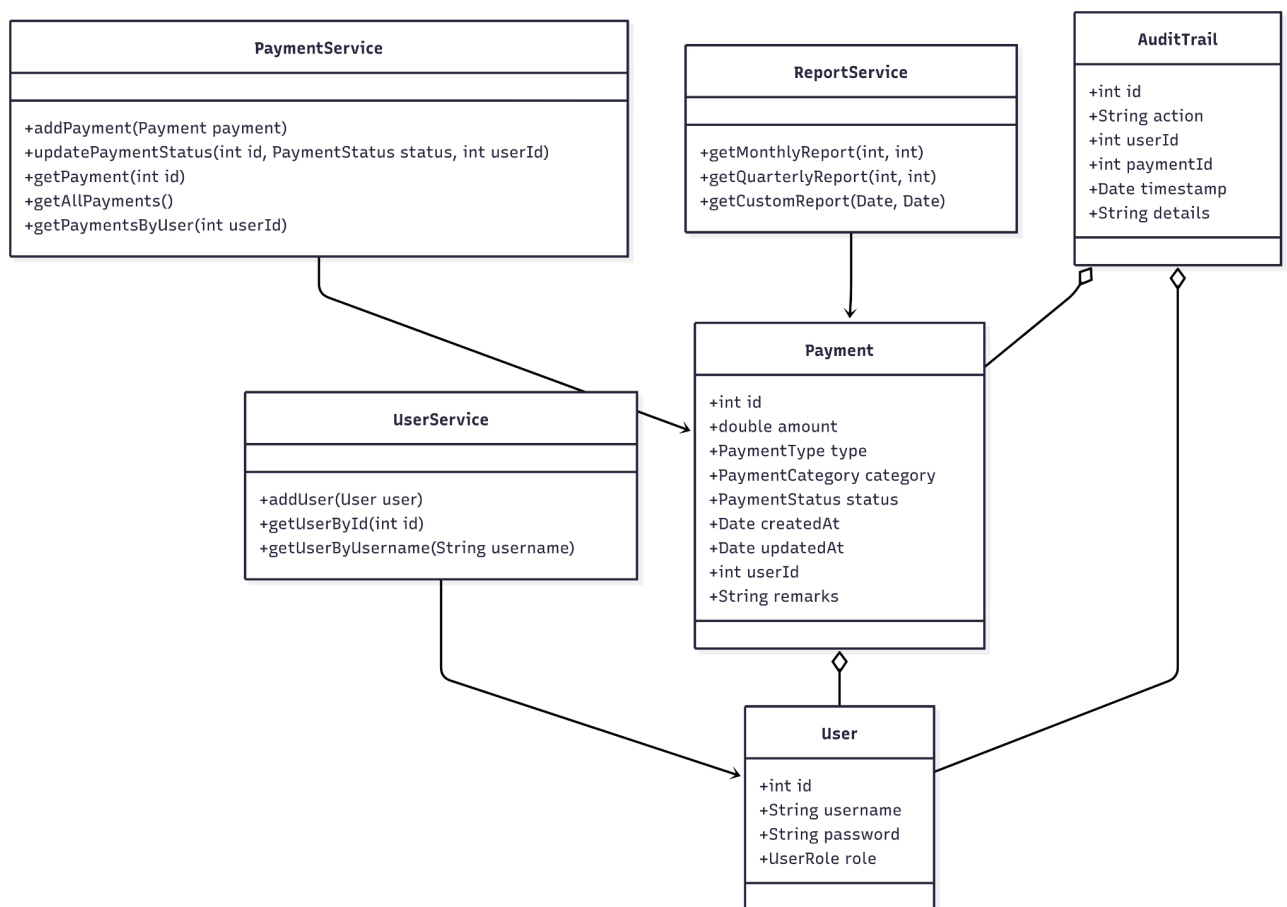 PaymentService
+addPayment(Payment payment)
+updatePaymentStatus(int id, PaymentStatus status, int userId)
+getPayment(int id)
+getAllPayments()
+getPaymentsByUser(int userId)
ReportService
+getMonthlyReport(int, int)
+getQuarterlyReport(int, int)
+getCustomReport(Date, Date)
AuditTrail
+int id
+String action
+int userId
+int paymentId
+Date timestamp
+String details
UserService
+addUser(User user)
+getUserById(int id)
+getUserByUsername(String username)
Payment
+int id
+double amount
+PaymentType type
+PaymentCategory category
+PaymentStatus status
+Date createdAt
+Date updatedAt
+int userId
+String remarks
User
+int id
+String username
+String password
+UserRole role